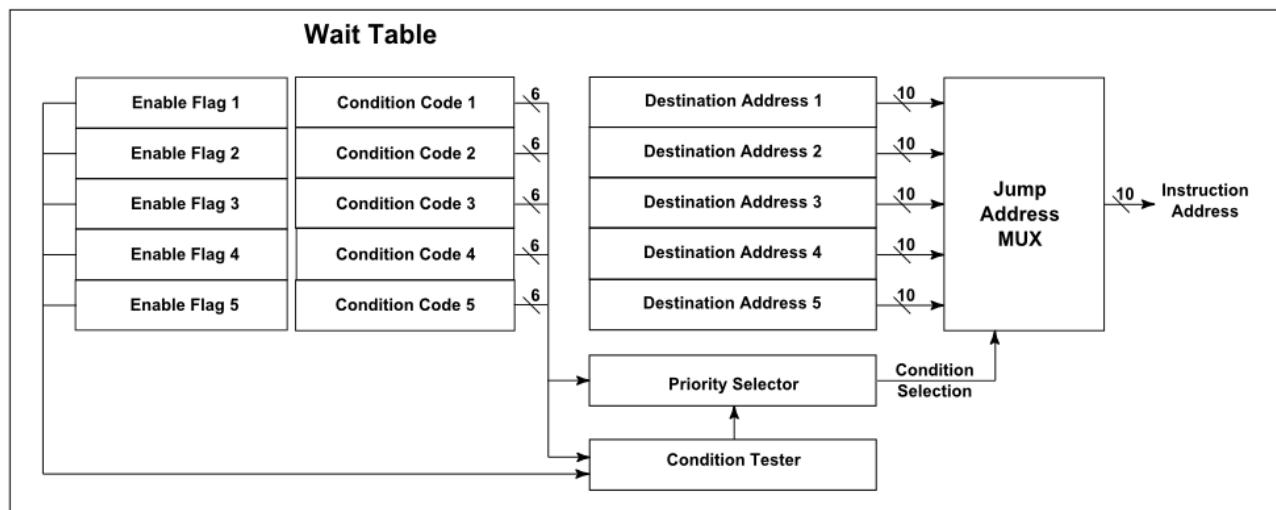 Wait Table
Enable Flag 1
Condition Code 1
6
Destination Address 1
10
Enable Flag 2
Condition Code 2
6
Destination Address 2
10
Enable Flag 3
Condition Code 3
6
Destination Address 3
10
Enable Flag 4
Condition Code 4
6
Destination Address 4
10
Enable Flag 5
Condition Code 5
6
Destination Address 5
10
Jump
Address
MUX
10
Instruction
Address
Priority Selector
Condition
Selection
Condition Tester